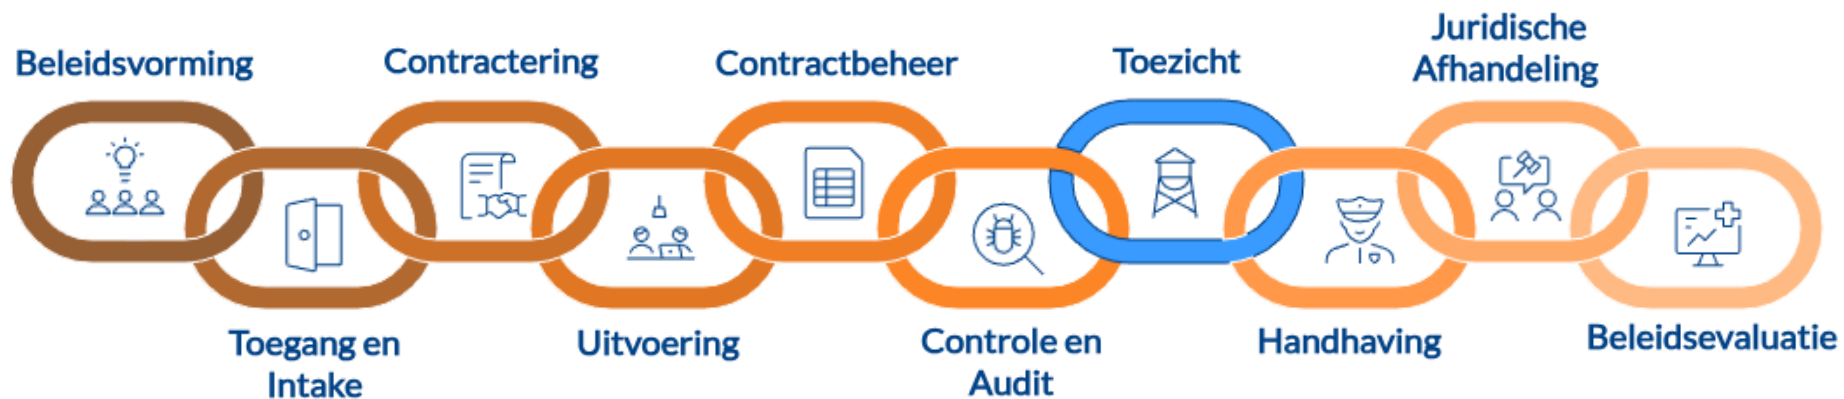 Beleidsvorming
Toegang en
Intake
Contractering
Uitvoering
Contractbeheer
Controle en
Audit
Toezicht
Handhaving
Juridische
Afhandeling
Beleidsevaluatie